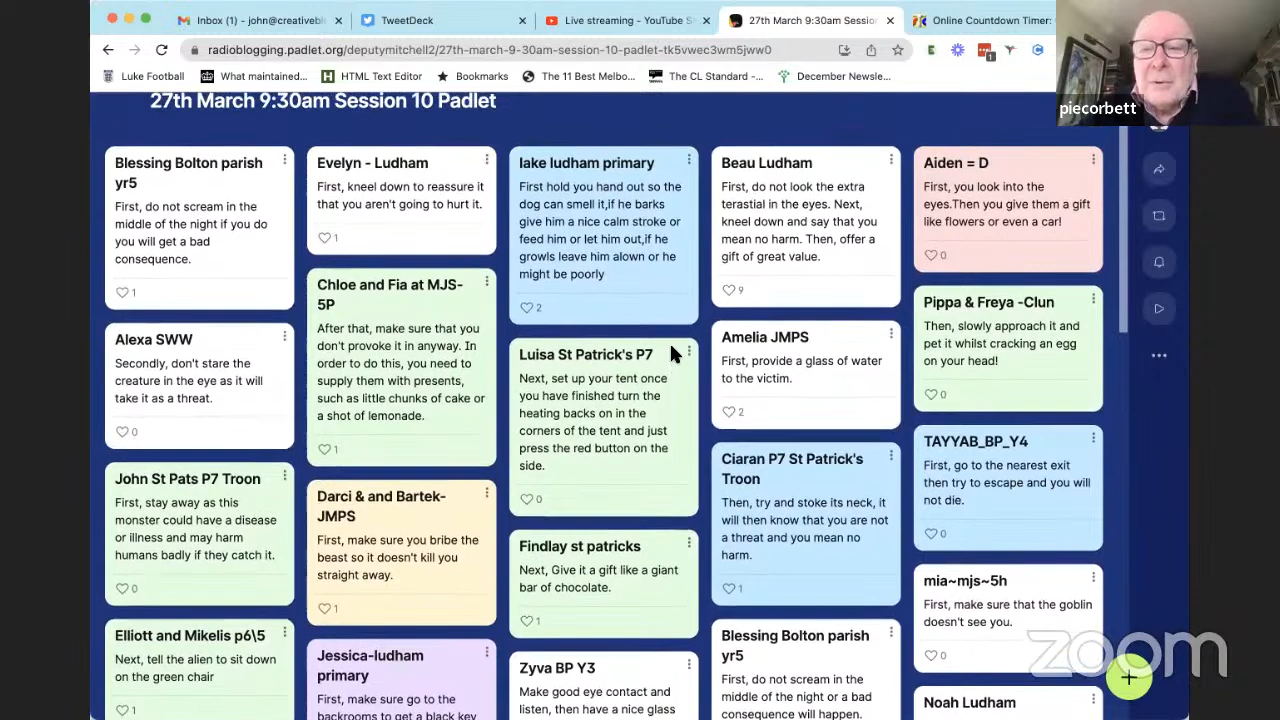 Inbox (1) - john@creativebl
TweetDeck
Live streaming - YouTube S
27th March 9:30am Sessio
Online Countdown Timer:
radioblogging.padlet.org/deputymitchell2/27th-march-9-30am-session-10-padlet-tk5vwec3wm5jww0
1
Luke Football
What maintained...
HTML Text Editor
Bookmarks
The 11 Best Melbo...
The CL Standard -...
December Newsle...
piecorbett
27th March 9:30am Session 10 Padlet
Blessing Bolton parish
yr5
First, do not scream in the
middle of the night if you do
you will get a bad
consequence.
1
Alexa SWW
Secondly, don't stare the
creature in the eye as it will
take it as a threat.
0
John St Pats P7 Troon
First, stay away as this
monster could have a disease
or illness and may harm
humans badly if they catch it.
0
Elliott and Mikelis p6\5
Next, tell the alien to sit down
on the green chair
1
Evelyn - Ludham
First, kneel down to reassure it
that you aren't going to hurt it.
1
Chloe and Fia at MJS-
5P
After that, make sure that you
don't provoke it in anyway. In
order to do this, you need to
supply them with presents,
such as little chunks of cake or
a shot of lemonade.
1
Darci & and Bartek-
JMPS
First, make sure you bribe the
beast so it doesn't kill you
straight away.
1
Jessica-ludham
primary
First, make sure go to the
backrooms to get a black key
lake ludham primary
First hold you hand out so the
dog can smell it,if he barks
give him a nice calm stroke or
feed him or let him out,if he
growls leave him alown or he
might be poorly
2
Luisa St Patrick's P7
Next, set up your tent once
you have finished turn the
heating backs on in the
corners of the tent and just
press the red button on the
side.
0
Findlay st patricks
Next, Give it a gift like a giant
bar of chocolate.
1
Zyva BP Y3
Make good eye contact and
listen, then have a nice glass
Beau Ludham
First, do not look the extra
terastial in the eyes. Next,
kneel down and say that you
mean no harm. Then, offer a
gift of great value.
9
Amelia JMPS
First, provide a glass of water
to the victim.
2
Ciaran P7 St Patrick's
Troon
Then, try and stoke its neck, it
will then know that you are not
a threat and you mean no
harm.
1
Blessing Bolton parish
yr5
First, do not scream in the
middle of the night or a bad
consequence will happen.
Aiden = D
First, you look into the
eyes.Then you give them a gift
like flowers or even a car!
0
Pippa & Freya -Clun
Then, slowly approach it and
pet it whilst cracking an egg
on your head!
0
TAYYAB_BP_Y4
First, go to the nearest exit
then try to escape and you will
not die.
0
mia~mjs~5h
First, make sure that the goblin
doesn't see you.
0
Noah Ludham
zoom